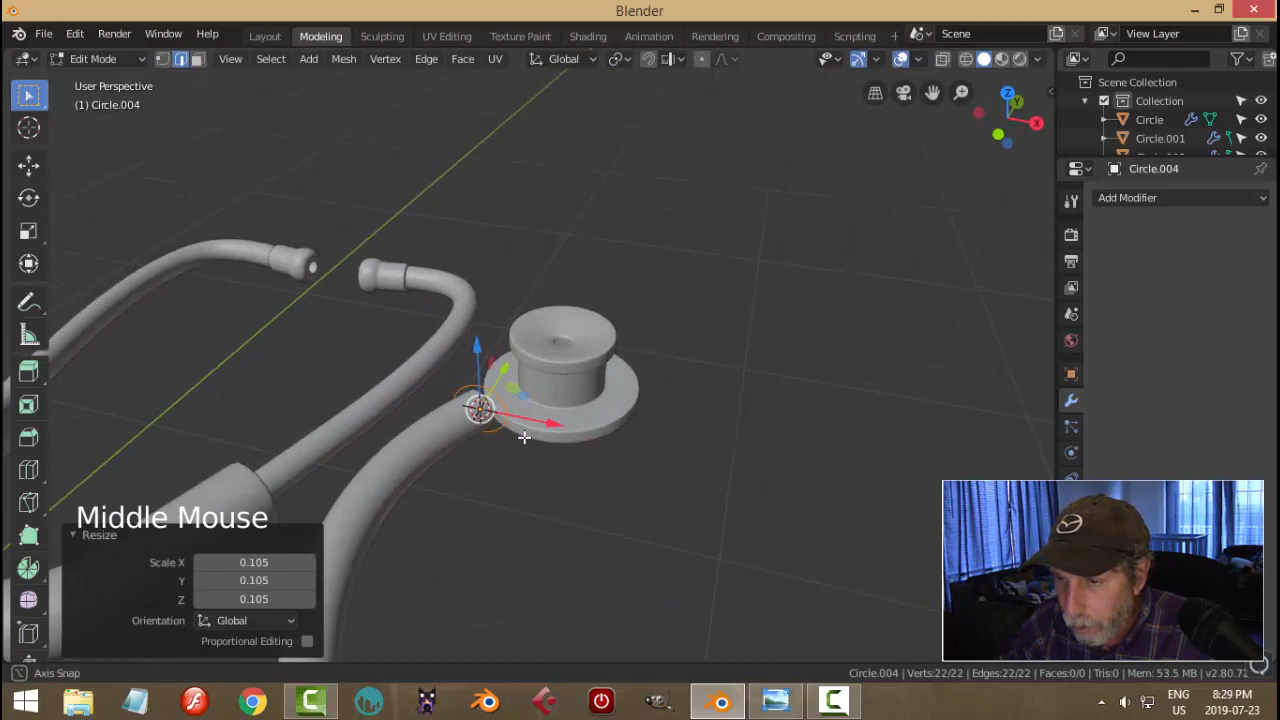 Blender
File Edit Render Window Help
Layout Modeling Sculpting UV Editing Texture Paint Shading Animation Rendering Compositing Scripting + Scene View Layer
Edit Mode View Select Add Mesh Vertex Edge Face UV Global
User Perspective
(1) Circle.004
Z
Y
X
Scene Collection
Collection
Circle
Circle.001
Circle.004
Add Modifier
Middle Mouse
Resize
Scale X 0.105
Y 0.105
Z 0.105
Orientation Global
Proportional Editing
Axis Snap
Circle.004 | Verts:22/22 | Edges:22/22 | Faces:0/0 | Tris:0 | Mem: 53.5 MB | v2.80.71
ENG 8:29 PM
US 2019-07-23